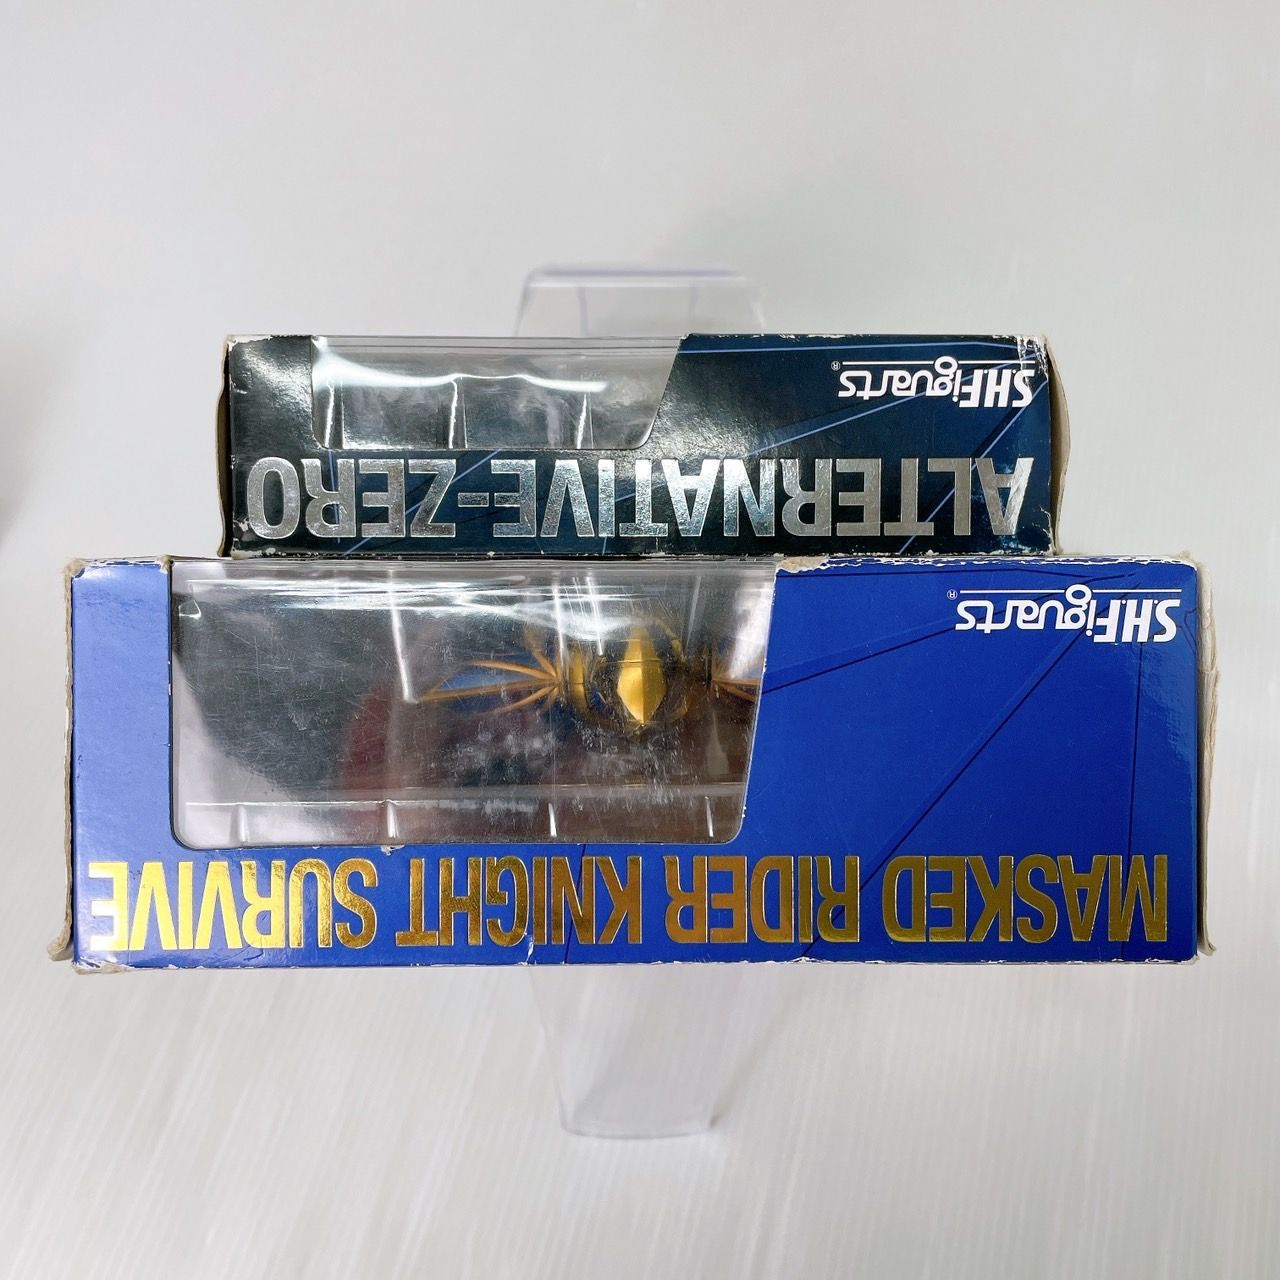 S.H.Figuarts®
ALTERNATIVE-ZERO
S.H.Figuarts®
MASKED RIDER KNIGHT SURVIVE